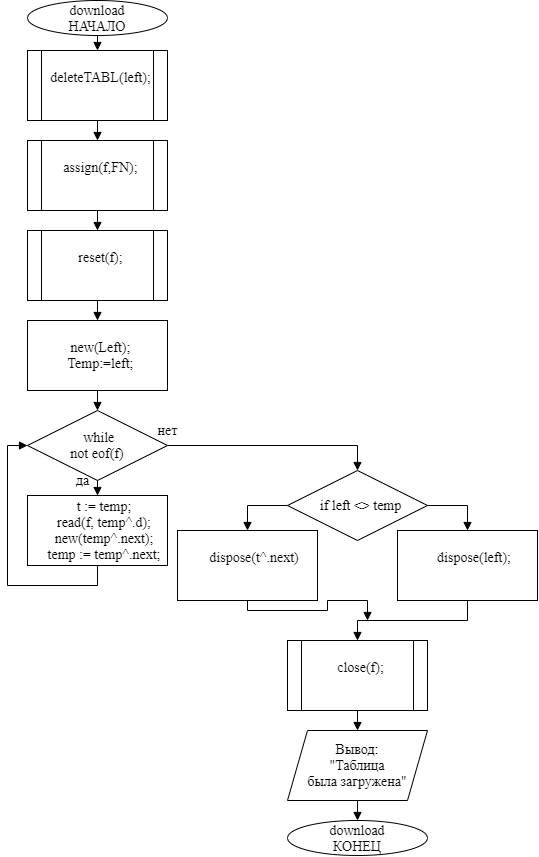 download
НАЧАЛО
deleteTABL(left);
assign(f,FN);
reset(f);
new(Left);
Temp:=left;
while
not eof(f)
нет
да
t := temp;
read(f, temp^.d);
new(temp^.next);
temp := temp^.next;
if left <> temp
dispose(t^.next)
dispose(left);
close(f);
Вывод:
"Таблица
была загружена"
download
КОНЕЦ